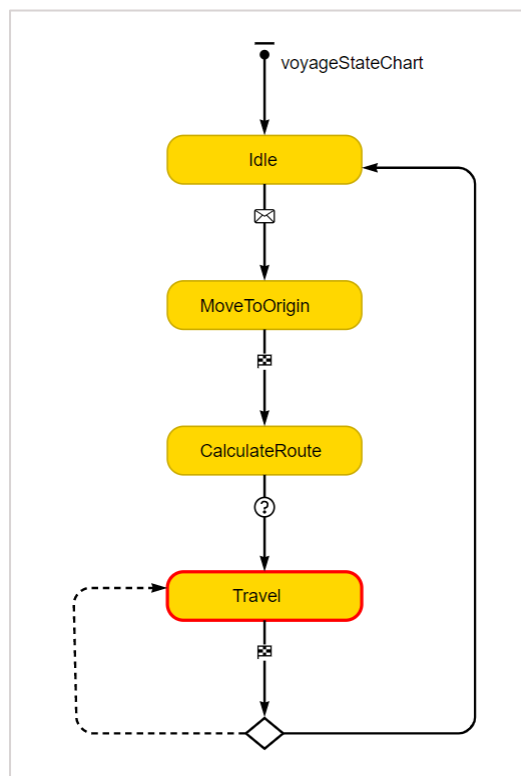 voyageStateChart
Idle
MoveToOrigin
CalculateRoute
?
Travel